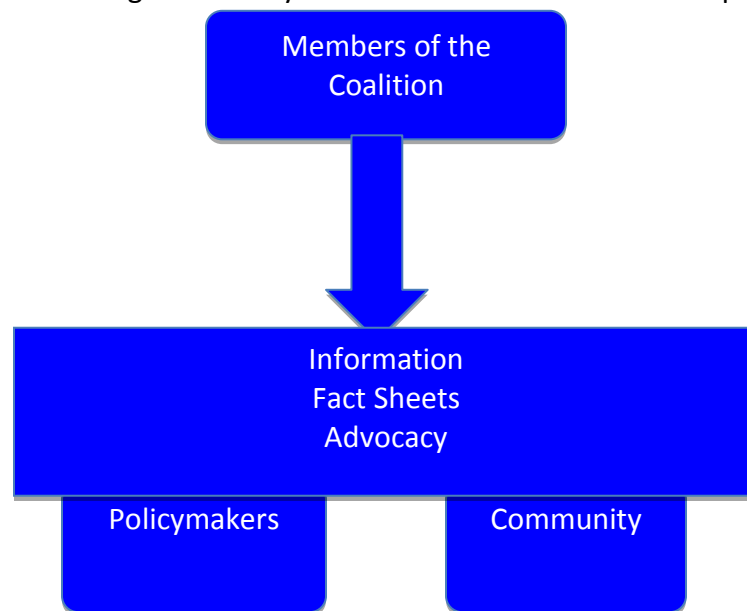 Members of the
Coalition
Information
Fact Sheets
Advocacy
Policymakers
Community